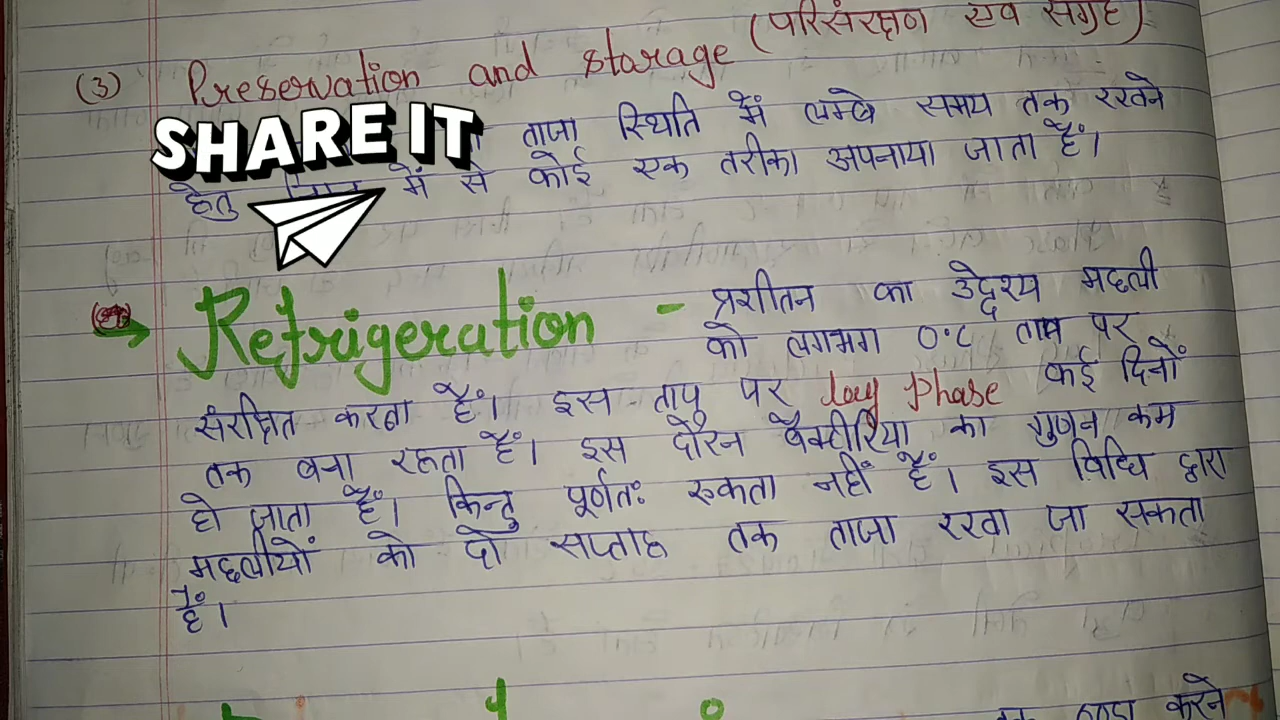 (परिसंरक्षण एवं संग्रह)
(3) Preservation and storage
SHARE IT
ताजा स्थिति में लम्बे समय तक रखने
हेतु में से कोई एक तरीका अपनाया जाता हैं।
Refrigeration - प्रशीतन का उद्देश्य मछली
को लगभग 0°c ताप पर
संरक्षित करना हैं। इस ताप पर lag Phase कई दिनों
तक बना रहता हैं। इस दौरन बैक्टीरिया का गुणन कम
हो जाता हैं। किन्तु पूर्णतः रुकता नहीं हैं। इस विधि द्वारा
मछलीयों को दो सप्ताह तक ताजा रखा जा सकता
हैं।
करने